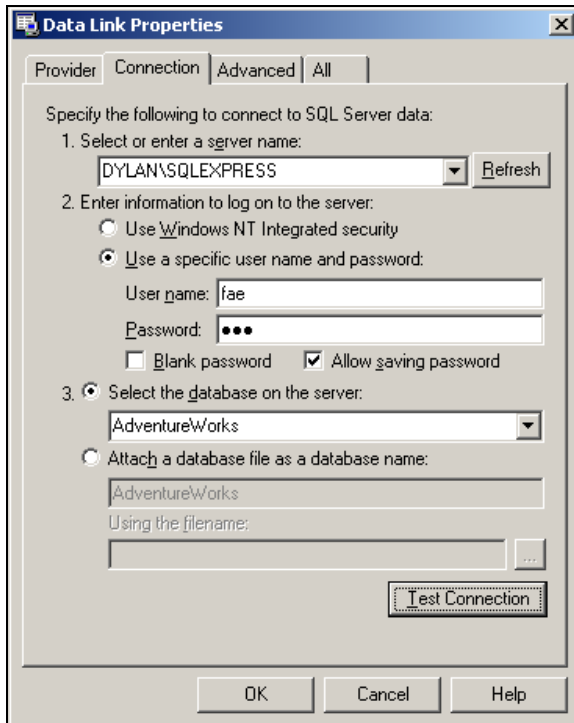 Data Link Properties
Provider Connection Advanced All
Specify the following to connect to SQL Server data:
1. Select or enter a server name:
DYLAN\SQLEXPRESS Refresh
2. Enter information to log on to the server:
Use Windows NT Integrated security
Use a specific user name and password:
User name: fae
Password: ●●●
Blank password Allow saving password
3. Select the database on the server:
AdventureWorks
Attach a database file as a database name:
AdventureWorks
Using the filename:
...
Test Connection
OK Cancel Help